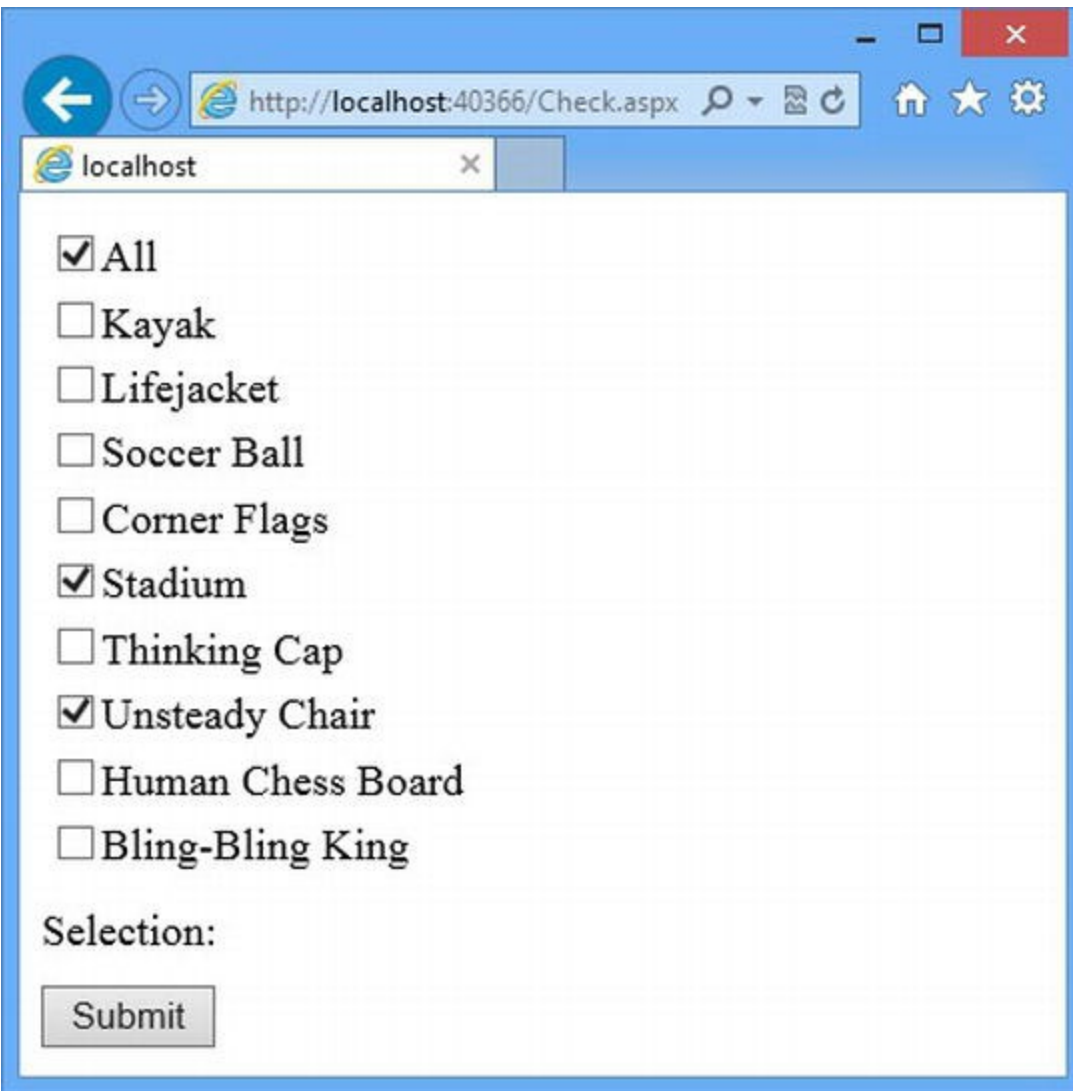 http://localhost:40366/Check.aspx
localhost
All
Kayak
Lifejacket
Soccer Ball
Corner Flags
Stadium
Thinking Cap
Unsteady Chair
Human Chess Board
Bling-Bling King
Selection:
Submit